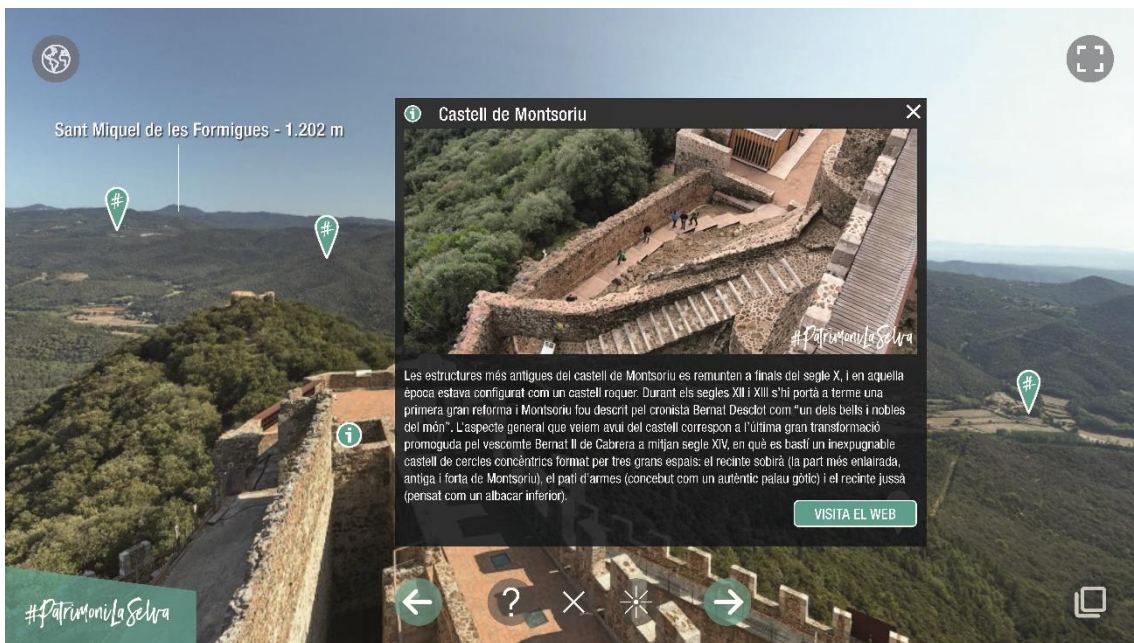 Sant Miquel de les Formigues - 1.202 m
#
#
i
Castell de Montsoriu
#PatrimoniLaSelva
Les estructures més antigues del castell de Montsoriu es remunten a finals del segle X, i en aquella
època estava configurat com un castell roquer. Durant els segles XII i XIII s'hi portà a terme una
primera gran reforma i Montsoriu fou descrit pel cronista Bernat Desclot com "un dels bells i nobles
del món". L'aspecte general que veiem avui del castell correspon a l'última gran transformació
promoguda pel vescomte Bernat II de Cabrera a mitjan segle XIV, en què es bastí un inexpugnable
castell de cercles concèntrics format per tres grans espais: el recinte sobirà (la part més enlairada,
antiga i forta de Montsoriu), el pati d'armes (concebut com un autèntic palau gòtic) i el recinte jussà
(pensat com un albacar inferior).
VISITA EL WEB
i
#
#PatrimoniLaSelva
?